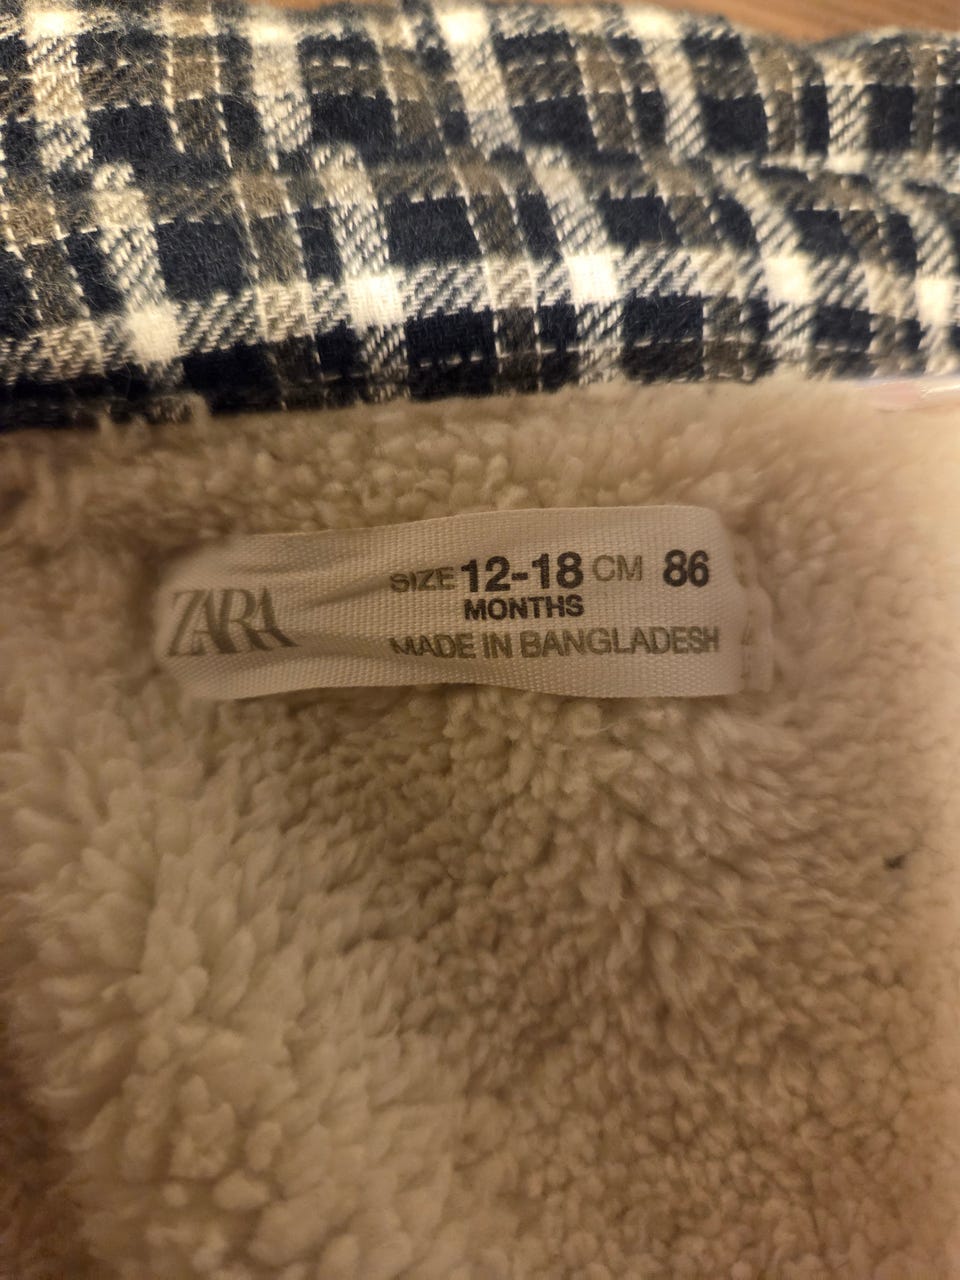 ZARA
SIZE 12-18 CM 86
MONTHS
MADE IN BANGLADESH